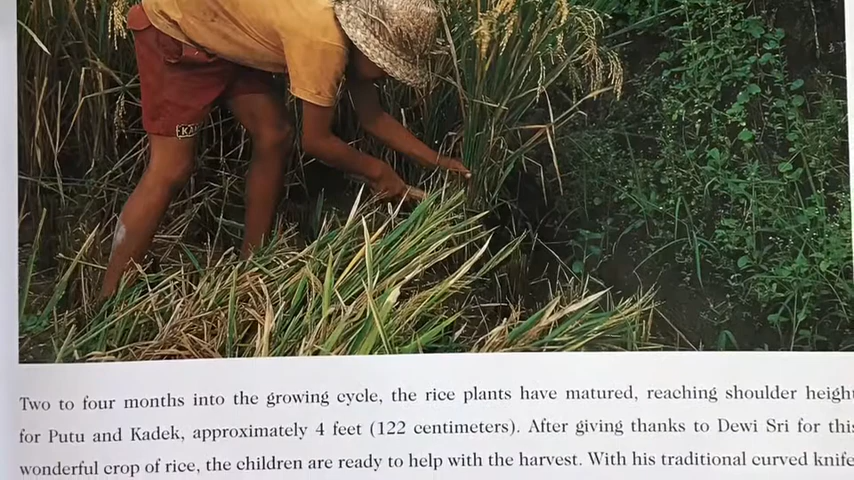 Two to four months into the growing cycle, the rice plants have matured, reaching shoulder height
for Putu and Kadek, approximately 4 feet (122 centimeters). After giving thanks to Dewi Sri for this
wonderful crop of rice, the children are ready to help with the harvest. With his traditional curved knife